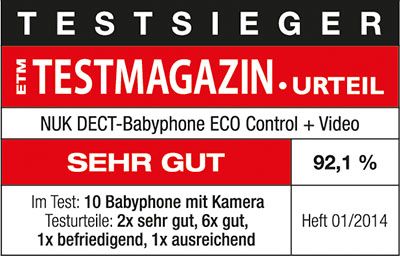 TESTSIEGER
ETM TESTMAGAZIN • URTEIL
NUK DECT-Babyphone ECO Control + Video
SEHR GUT 92,1 %
Im Test: 10 Babyphone mit Kamera
Testurteile: 2x sehr gut, 6x gut,
1x befriedigend, 1x ausreichend
Heft 01/2014